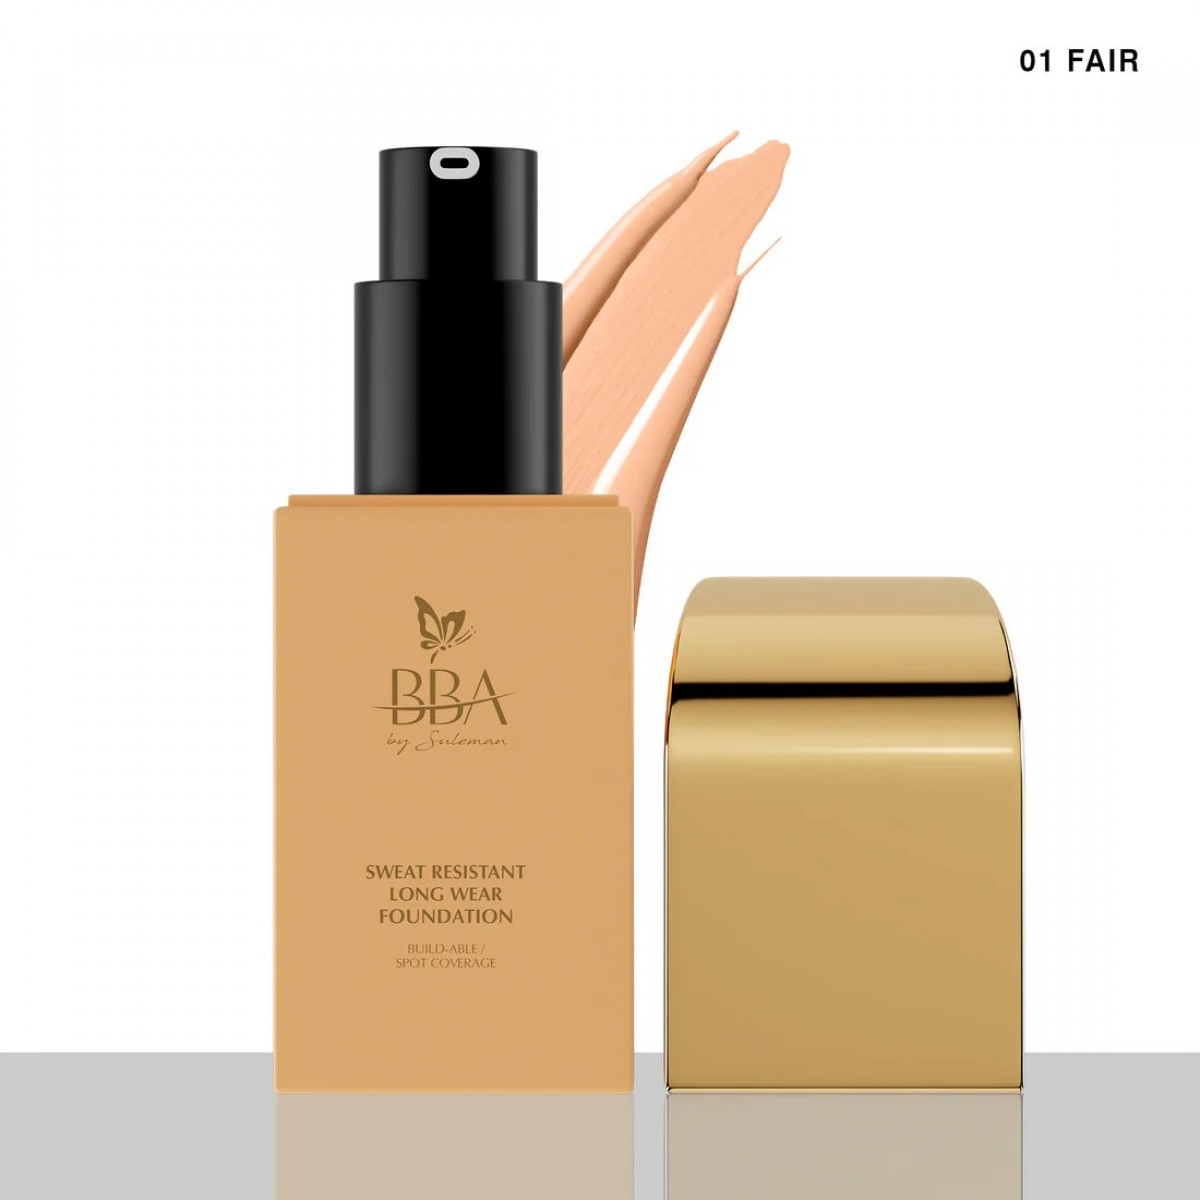 01 FAIR
BBA
by Suleman
SWEAT RESISTANT
LONG WEAR
FOUNDATION
BUILD-ABLE /
SPOT COVERAGE